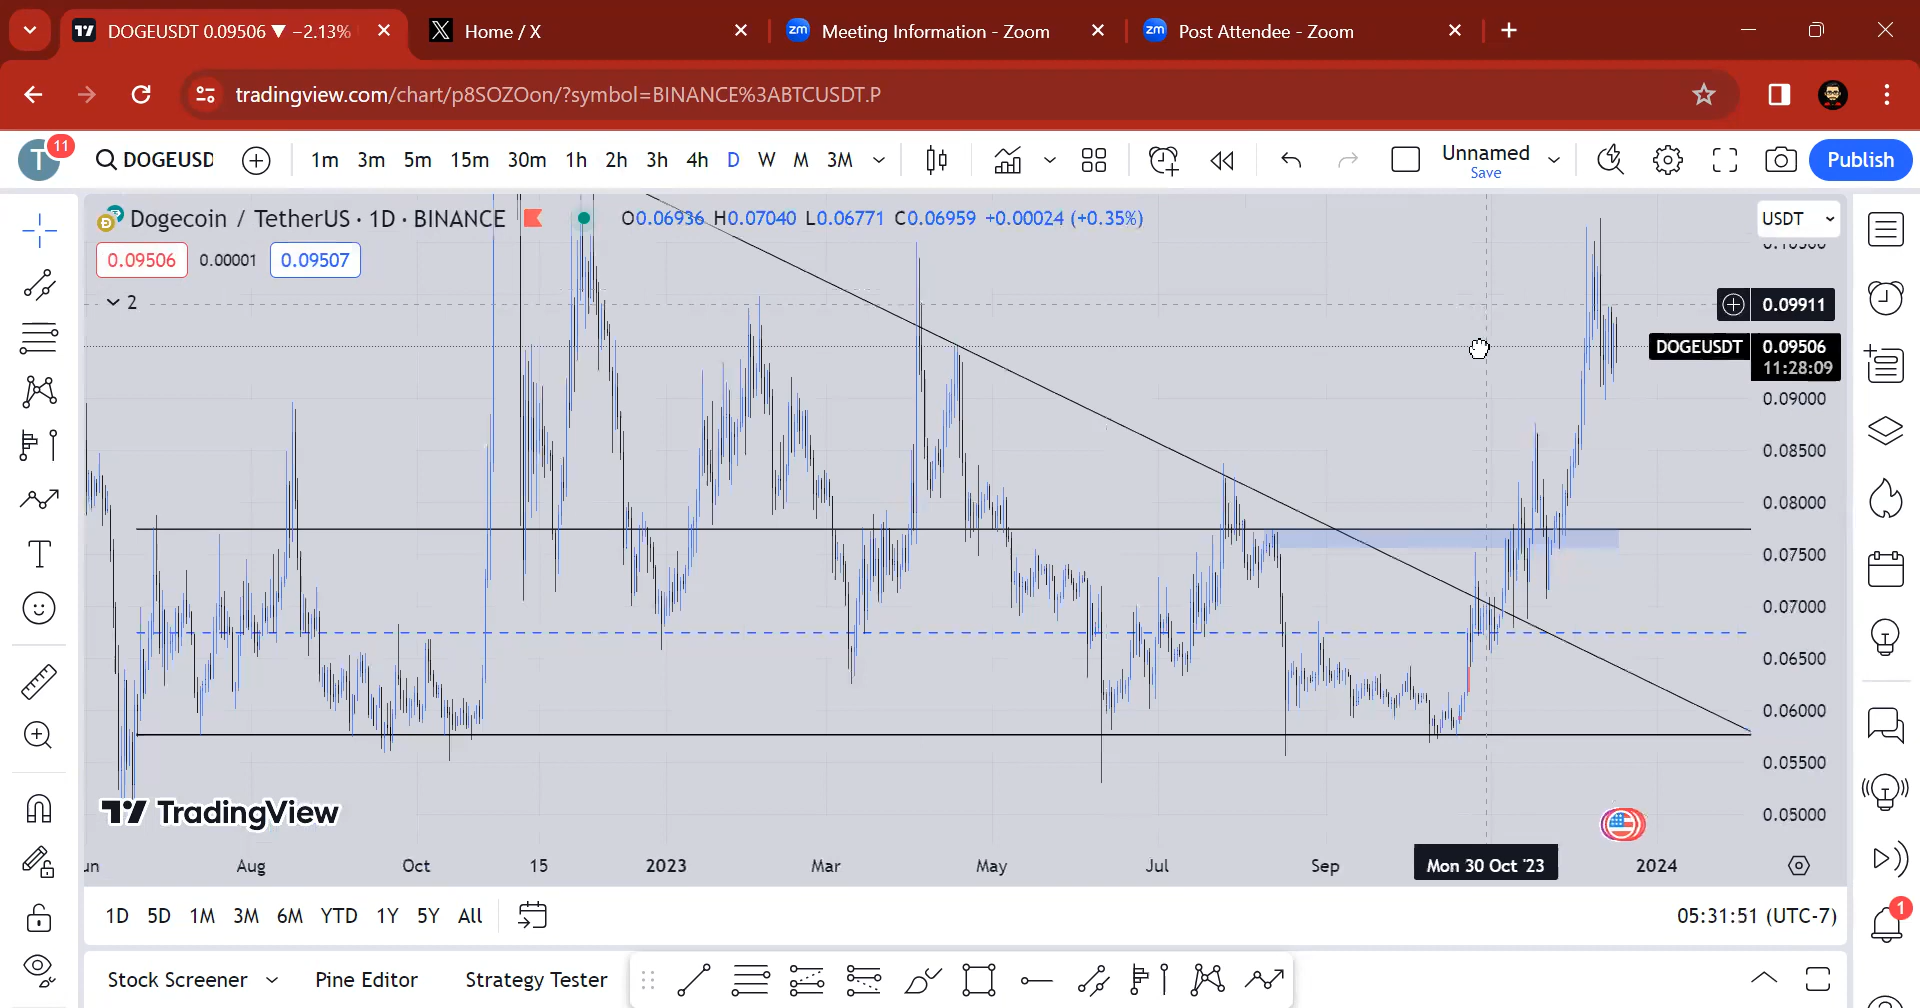 DOGEUSDT 0.09506 ▼ −2.13%
Home / X
zm
Meeting Information - Zoom
zm
Post Attendee - Zoom
tradingview.com/chart/p8SOZOon/?symbol=BINANCE%3ABTCUSDT.P
T
11
DOGEUSD
1m 3m 5m 15m 30m 1h 2h 3h 4h D W M 3M
Unnamed
Save
Publish
Dogecoin / TetherUS · 1D · BINANCE
O0.06936 H0.07040 L0.06771 C0.06959 +0.00024 (+0.35%)
USDT
0.09506
0.00001
0.09507
2
0.09911
DOGEUSDT
0.09506
11:28:09
0.09000
0.08500
0.08000
0.07500
0.07000
0.06500
0.06000
0.05500
0.05000
TradingView
Aug Oct 15 2023 Mar May Jul Sep Mon 30 Oct '23 2024
1D 5D 1M 3M 6M YTD 1Y 5Y All
05:31:51 (UTC-7)
1
Stock Screener
Pine Editor
Strategy Tester